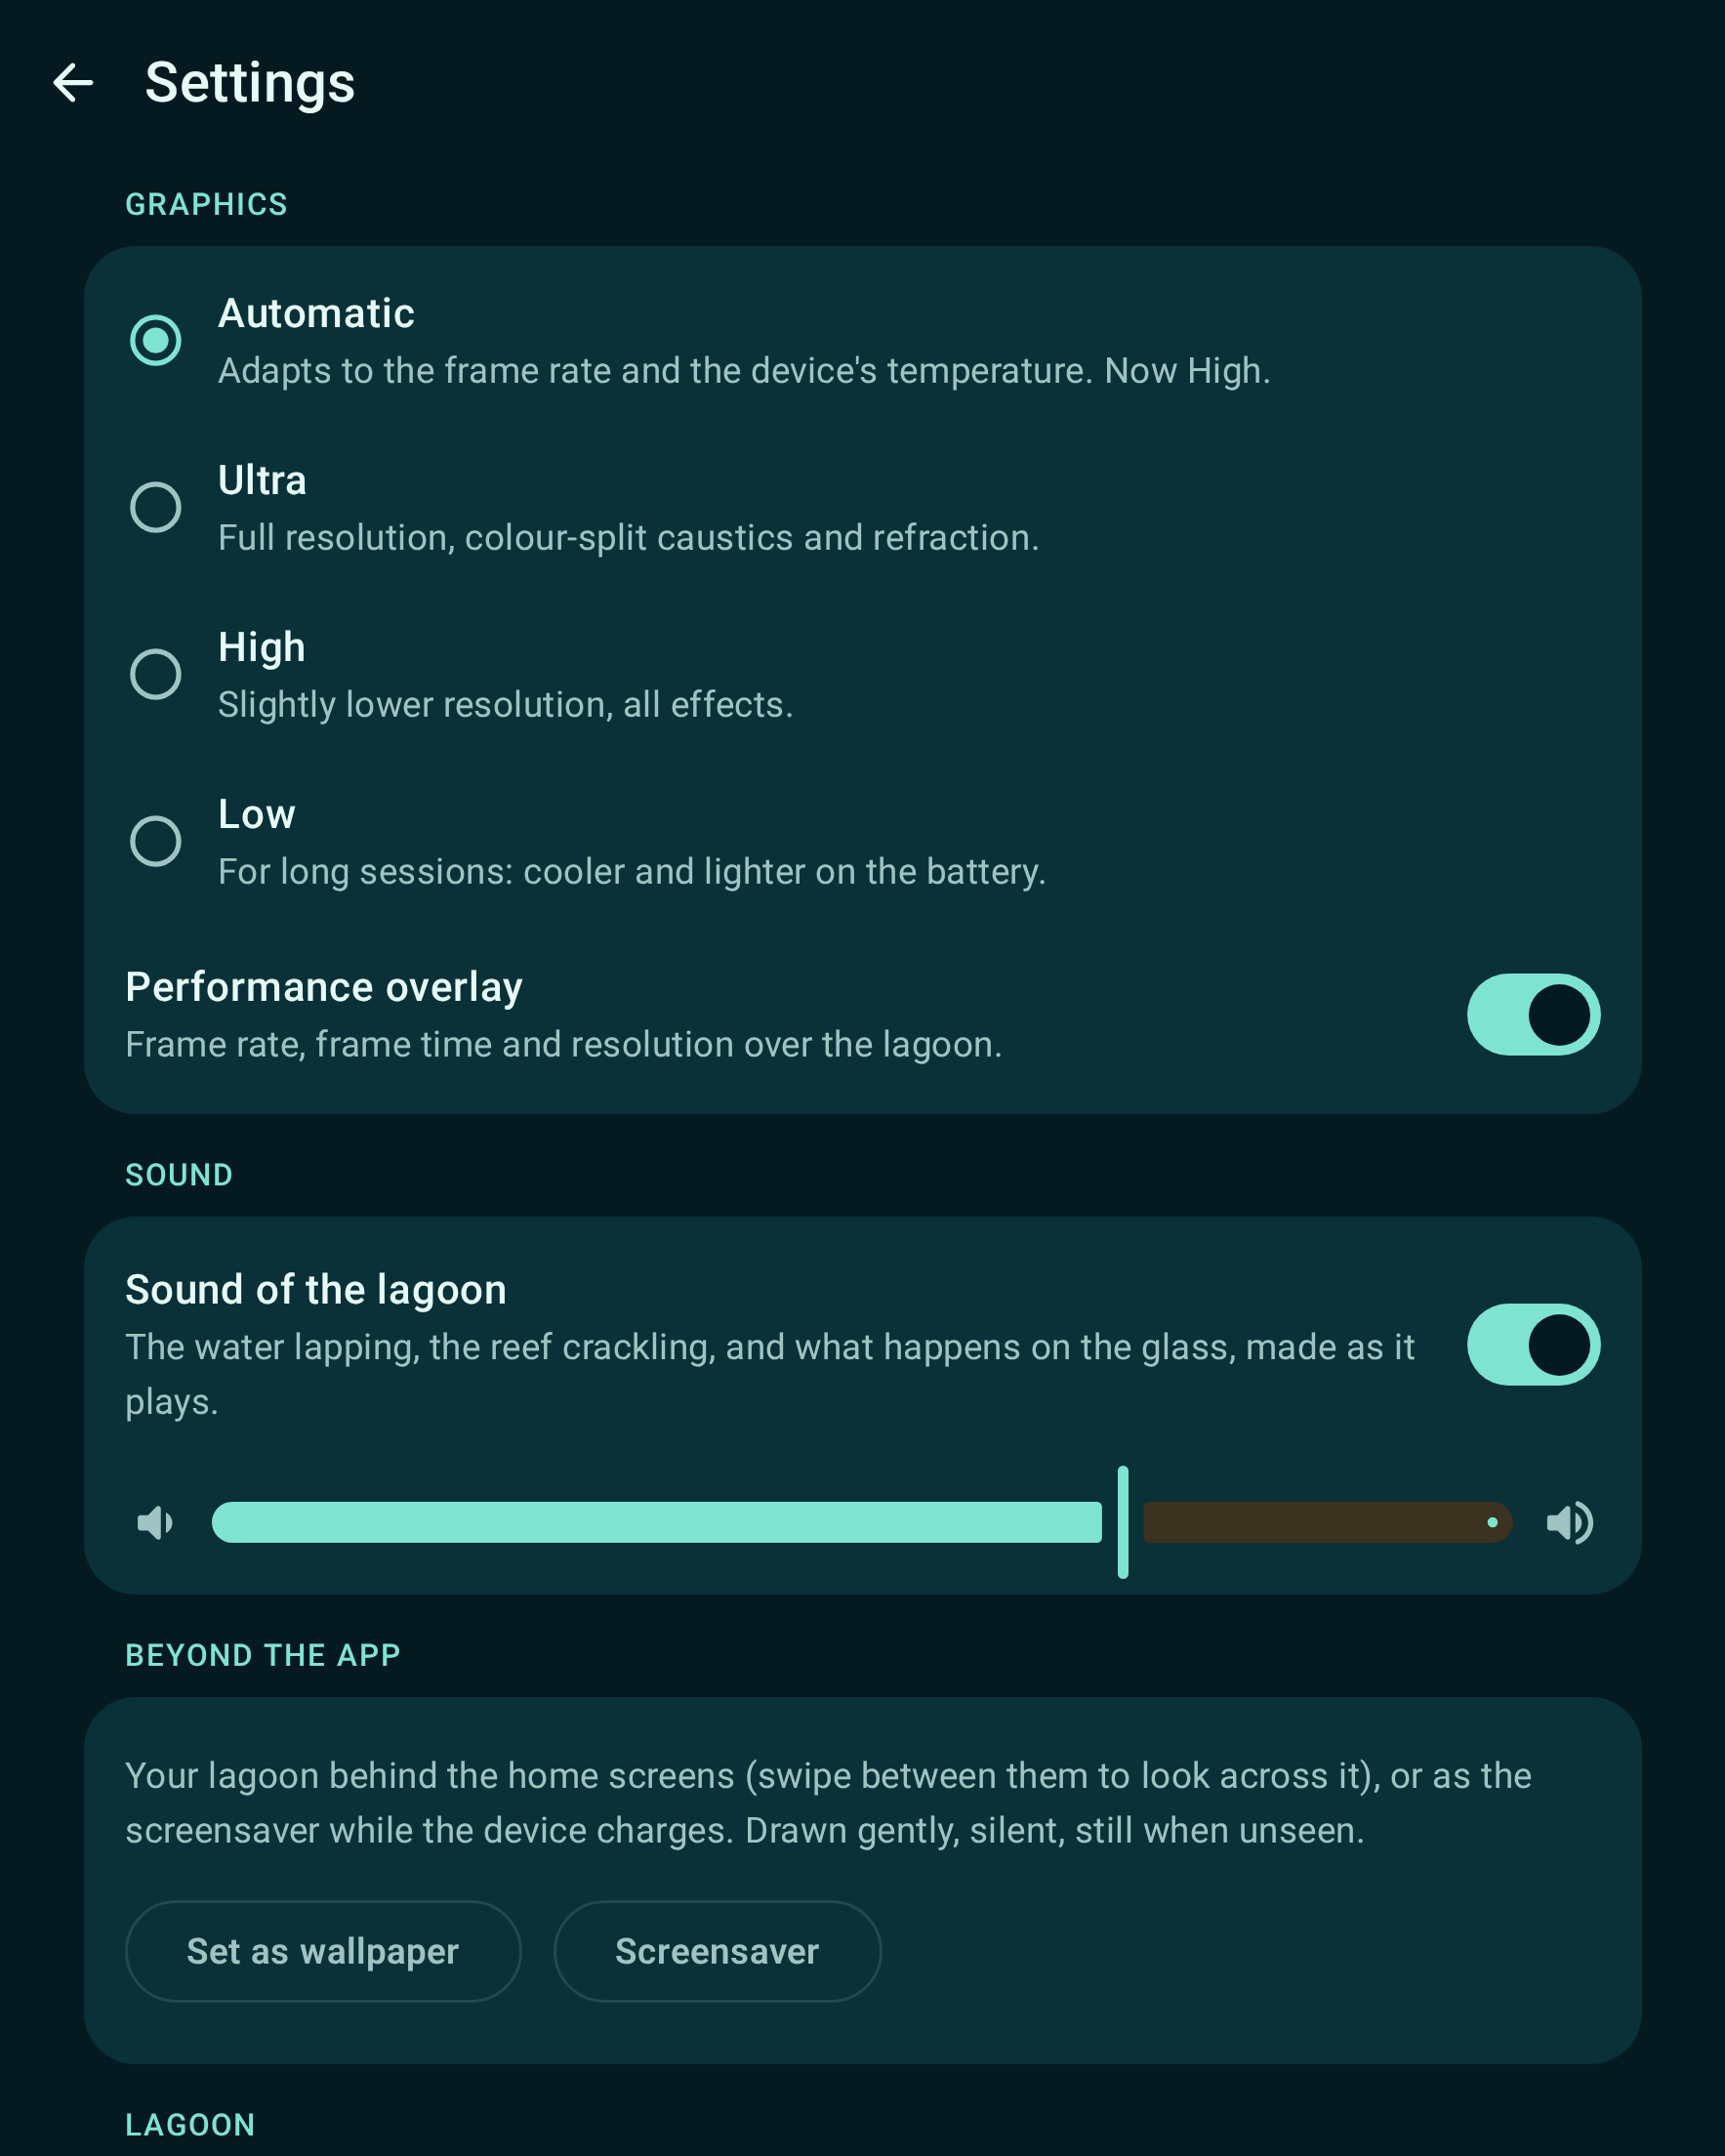 Settings
GRAPHICS
Automatic
Adapts to the frame rate and the device's temperature. Now High.
Ultra
Full resolution, colour-split caustics and refraction.
High
Slightly lower resolution, all effects.
Low
For long sessions: cooler and lighter on the battery.
Performance overlay
Frame rate, frame time and resolution over the lagoon.
SOUND
Sound of the lagoon
The water lapping, the reef crackling, and what happens on the glass, made as it
plays.
BEYOND THE APP
Your lagoon behind the home screens (swipe between them to look across it), or as the
screensaver while the device charges. Drawn gently, silent, still when unseen.
Set as wallpaper
Screensaver
LAGOON